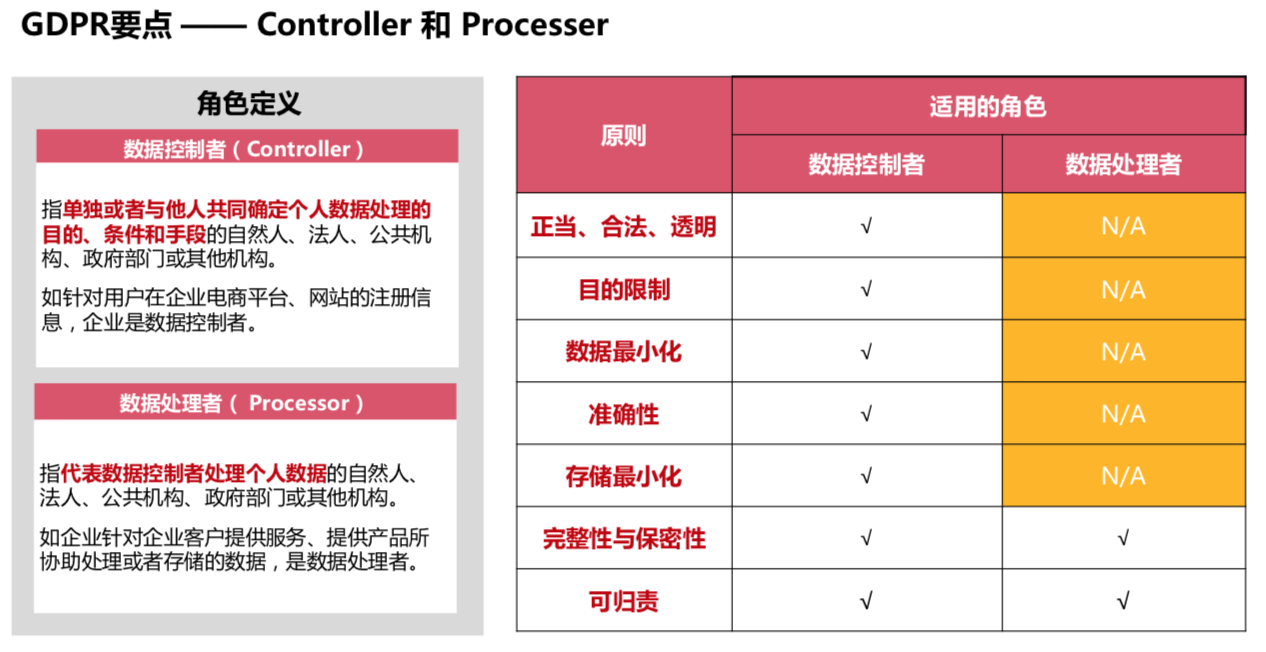 GDPR要点 —— Controller 和 Processer
角色定义
数据控制者（Controller）
指单独或者与他人共同确定个人数据处理的
目的、条件和手段的自然人、法人、公共机
构、政府部门或其他机构。
如针对用户在企业电商平台、网站的注册信
息，企业是数据控制者。
数据处理者（ Processor）
指代表数据控制者处理个人数据的自然人、
法人、公共机构、政府部门或其他机构。
如企业针对企业客户提供服务、提供产品所
协助处理或者存储的数据，是数据处理者。
原则
适用的角色
数据控制者 数据处理者
正当、合法、透明 √ N/A
目的限制 √ N/A
数据最小化 √ N/A
准确性 √ N/A
存储最小化 √ N/A
完整性与保密性 √ √
可归责 √ √